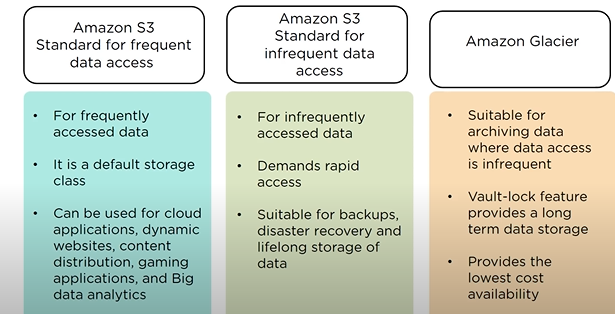 Amazon S3
Standard for frequent
data access
• For frequently
accessed data
• It is a default storage
class
• Can be used for cloud
applications, dynamic
websites, content
distribution, gaming
applications, and Big
data analytics
Amazon S3
Standard for
infrequent data
access
• For infrequently
accessed data
• Demands rapid
access
• Suitable for backups,
disaster recovery and
lifelong storage of
data
Amazon Glacier
• Suitable for
archiving data
where data access
is infrequent
• Vault-lock feature
provides a long
term data storage
• Provides the
lowest cost
availability